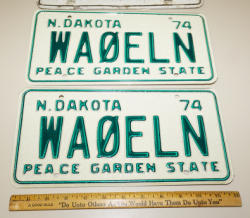 N. DAKOTA 74
WAØELN
PEACE GARDEN STATE
N. DAKOTA 74
WAØELN
PEACE GARDEN STATE
"Do Unto Others As You Would Have Them Do Unto You"